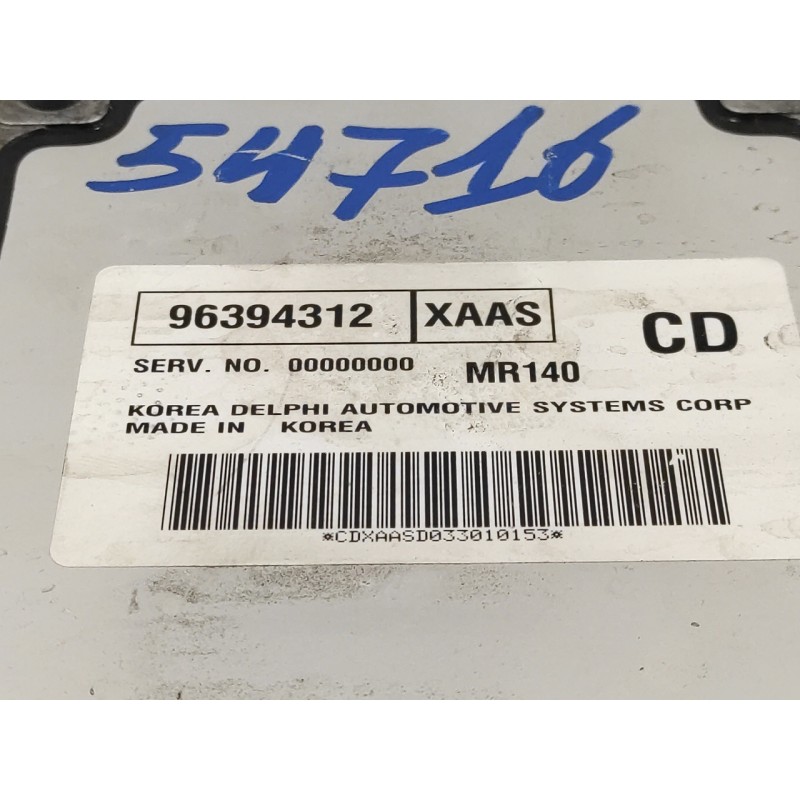 54716
96394312 XAAS CD
SERV. NO. 00000000 MR140
KOREA DELPHI AUTOMOTIVE SYSTEMS CORP
MADE IN KOREA
*CDXAASD033010153*